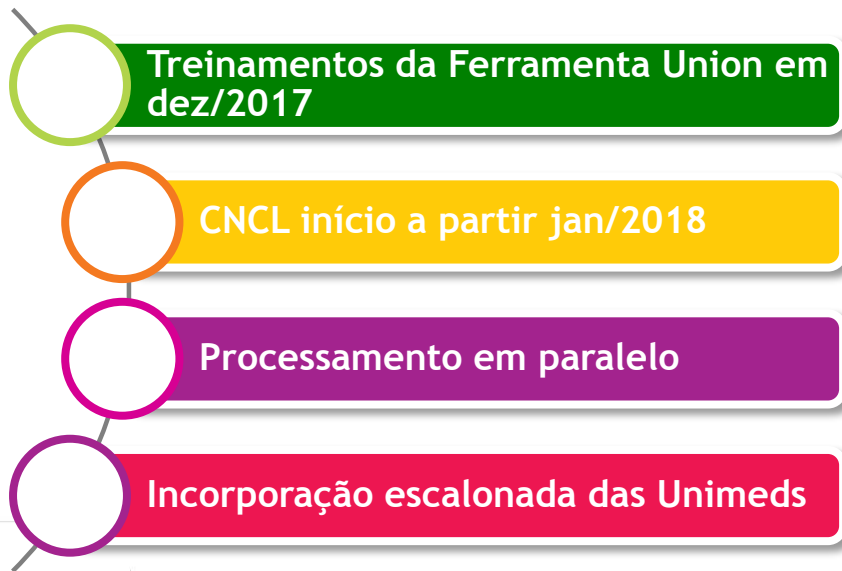 Treinamentos da Ferramenta Union em
dez/2017
CNCL início a partir jan/2018
Processamento em paralelo
Incorporação escalonada das Unimeds